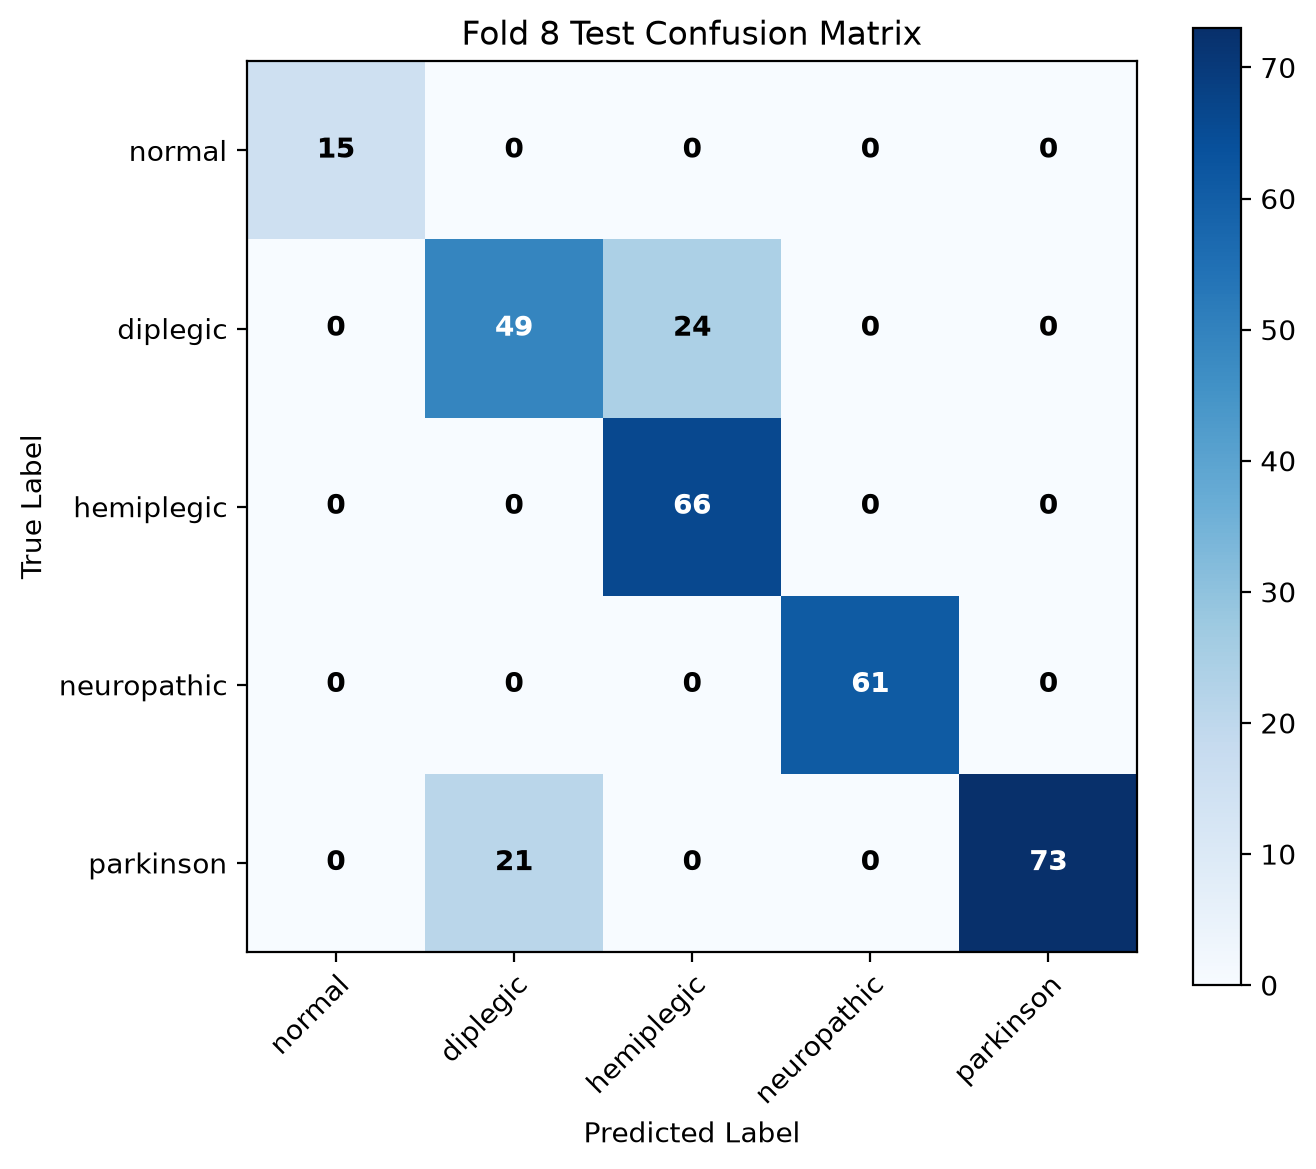 Fold 8 Test Confusion Matrix
True Label
normal 15 0 0 0 0
diplegic 0 49 24 0 0
hemiplegic 0 0 66 0 0
neuropathic 0 0 0 61 0
parkinson 0 21 0 0 73
normal diplegic hemiplegic neuropathic parkinson
Predicted Label
70
60
50
40
30
20
10
0